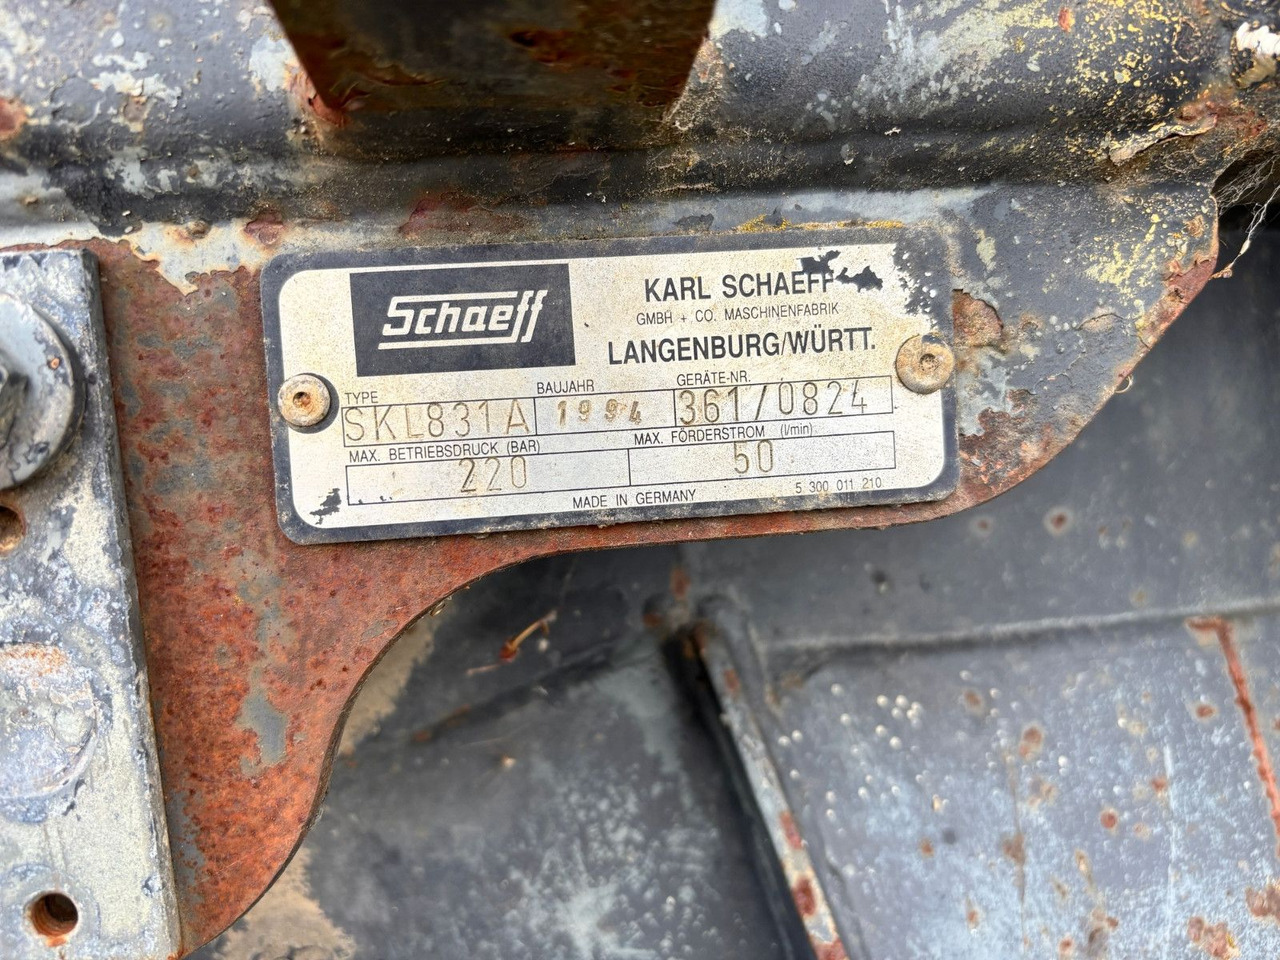 Schaeff
KARL SCHAEFF
GMBH + CO. MASCHINENFABRIK
LANGENBURG/WÜRTT.
TYPE BAUJAHR GERÄTE-NR.
SKL831A 1994 361/0824
MAX. BETRIEBSDRUCK (BAR) MAX. FÖRDERSTROM (l/min)
220 50
MADE IN GERMANY 5 300 011 210